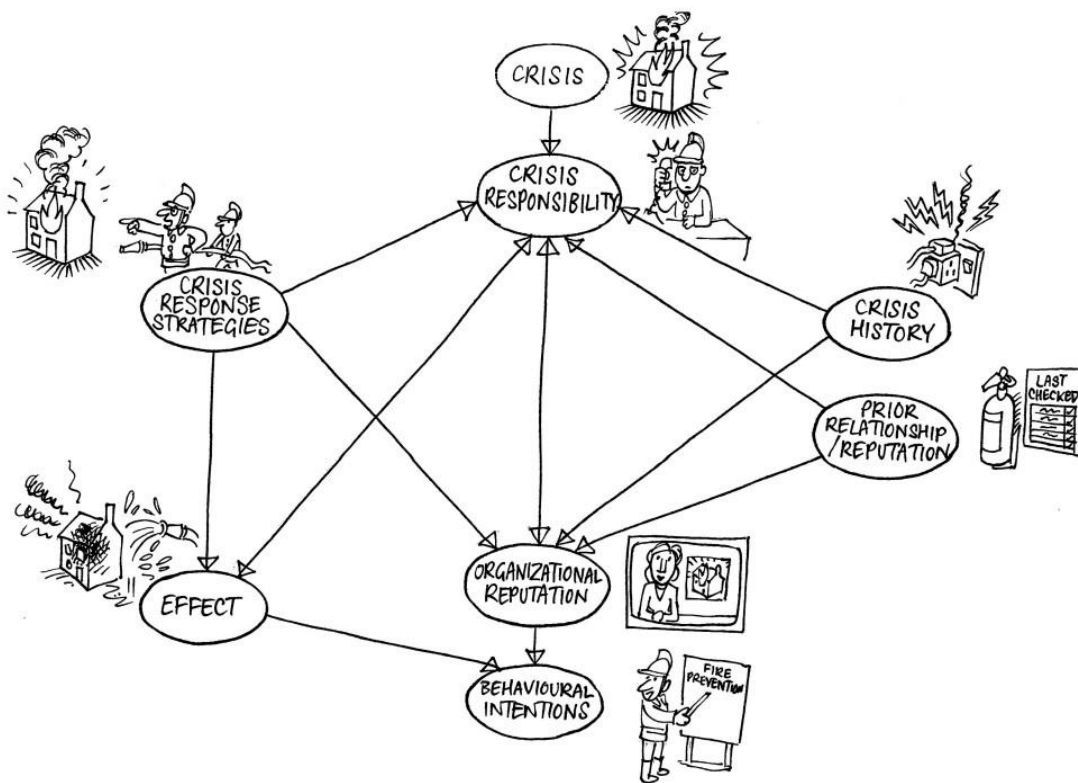 CRISIS
CRISIS
RESPONSIBILITY
CRISIS
RESPONSE
STRATEGIES
CRISIS
HISTORY
LAST
CHECKED
PRIOR
RELATIONSHIP
/REPUTATION
ORGANIZATIONAL
REPUTATION
EFFECT
FIRE
PREVENTION
BEHAVIOURAL
INTENTIONS